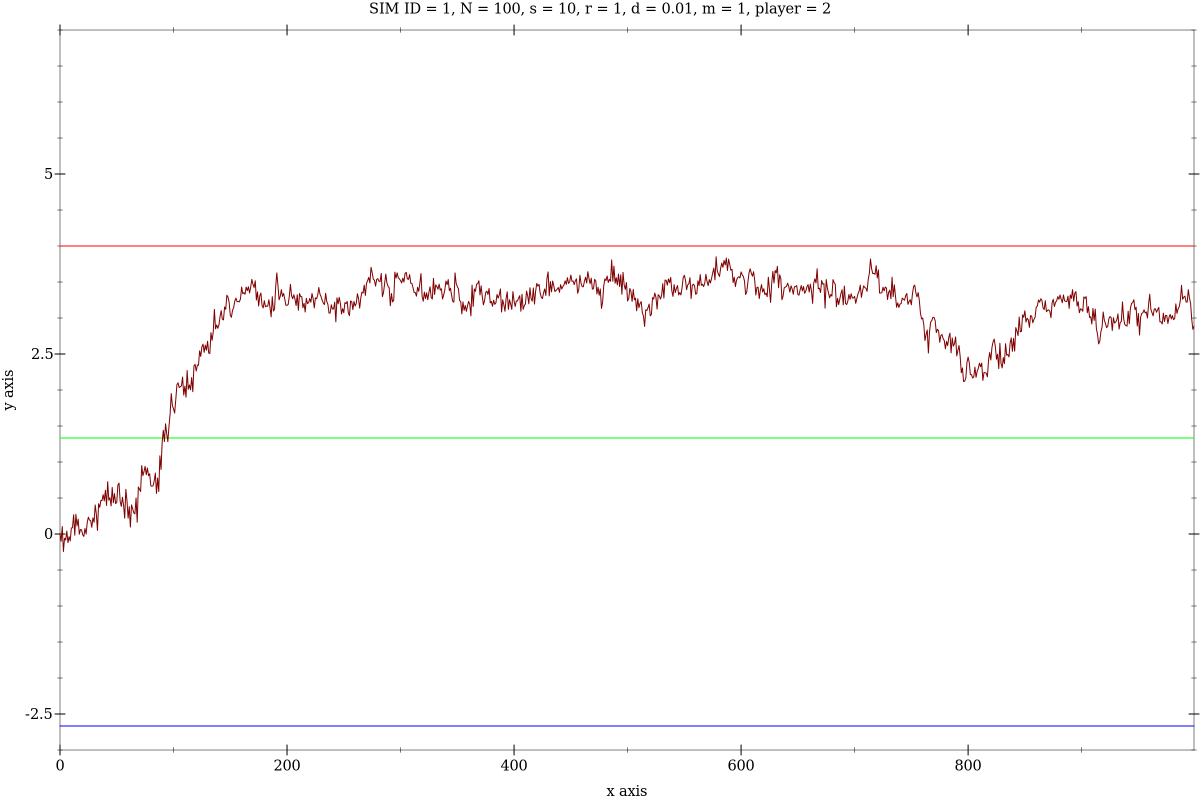 SIM ID = 1, N = 100, s = 10, r = 1, d = 0.01, m = 1, player = 2
5
2.5
y axis
0
-2.5
0 200 400 600 800
x axis